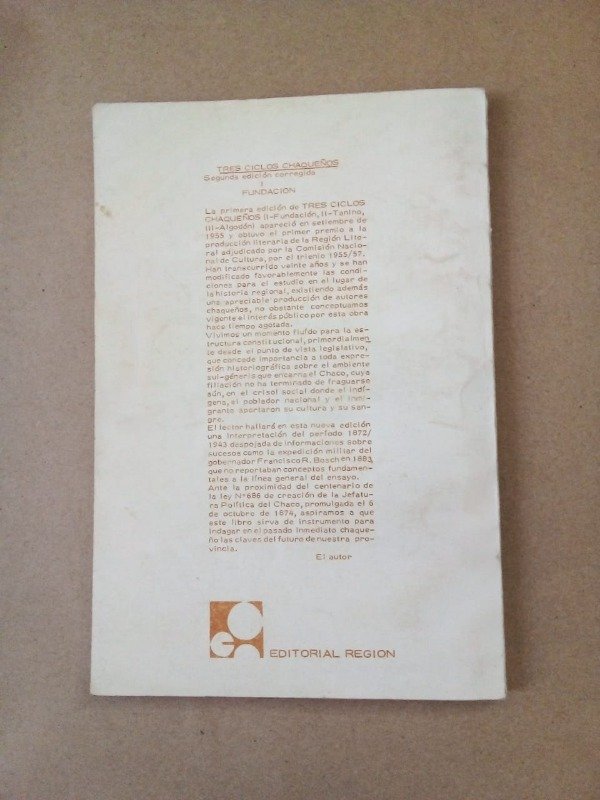 TRES CICLOS CHAQUEÑOS
Segunda edición corregida
I
FUNDACION
La primera edición de TRES CICLOS
CHAQUEÑOS (I-Fundación, II-Tanino,
III-Algodón) apareció en setiembre de
1955 y obtuvo el primer premio a la
producción literaria de la Región Lito-
ral adjudicado por la Comisión Nacio-
nal de Cultura, por el trienio 1955/57.
Han transcurrido veinte años y se han
modificado favorablemente las condi-
ciones para el estudio en el lugar de
la historia regional, existiendo además
una apreciable producción de autores
chaqueños, no obstante conceptuamos
vigente el interés público por esta obra
hace tiempo agotada.
Vivimos un momento fluído para la es-
tructura constitucional, primordialmen
te desde el punto de vista legislativo,
que concede importancia a toda expre-
sión historiográfica sobre el ambiente
sui-géneris que encarna el Chaco, cuya
filiación no ha terminado de fraguarse
aún, en el crisol social donde el indí-
gena, el poblador nacional y el inmi-
grante aportaron su cultura y su san-
gre.
El lector hallará en esta nueva edición
una interpretación del período 1872/
1943 despojada de informaciones sobre
sucesos como la expedición militar del
gobernador Francisco R. Bosch en 1883,
que no reportaban conceptos fundamen-
tales a la línea general del ensayo.
Ante la proximidad del centenario de
la ley Nº 686 de creación de la Jefatu-
ra Política del Chaco, promulgada el 6
de octubre de 1874, aspiramos a que
este libro sirva de instrumento para
indagar en el pasado inmediato chaque-
ño las claves del futuro de nuestra pro-
vincia.
El autor
EDITORIAL REGION